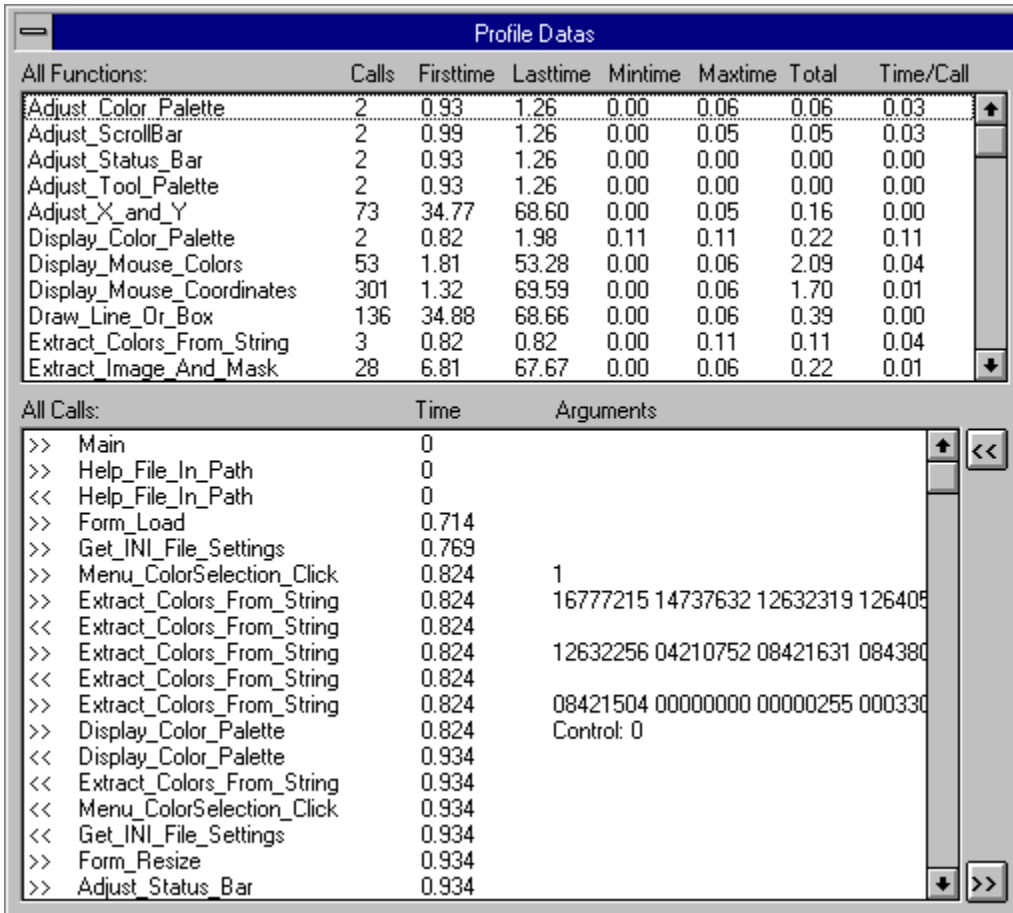 Profile Datas
All Functions: Calls Firsttime Lasttime Mintime Maxtime Total Time/Call
Adjust_Color_Palette 2 0.93 1.26 0.00 0.06 0.06 0.03
Adjust_ScrollBar 2 0.99 1.26 0.00 0.05 0.05 0.03
Adjust_Status_Bar 2 0.93 1.26 0.00 0.00 0.00 0.00
Adjust_Tool_Palette 2 0.93 1.26 0.00 0.00 0.00 0.00
Adjust_X_and_Y 73 34.77 68.60 0.00 0.05 0.16 0.00
Display_Color_Palette 2 0.82 1.98 0.11 0.11 0.22 0.11
Display_Mouse_Colors 53 1.81 53.28 0.00 0.06 2.09 0.04
Display_Mouse_Coordinates 301 1.32 69.59 0.00 0.06 1.70 0.01
Draw_Line_Or_Box 136 34.88 68.66 0.00 0.06 0.39 0.00
Extract_Colors_From_String 3 0.82 0.82 0.00 0.11 0.11 0.04
Extract_Image_And_Mask 28 6.81 67.67 0.00 0.06 0.22 0.01
All Calls: Time Arguments
>> Main 0
<<
>> Help_File_In_Path 0
<< Help_File_In_Path 0
>> Form_Load 0.714
>> Get_INI_File_Settings 0.769
>> Menu_ColorSelection_Click 0.824 1
>> Extract_Colors_From_String 0.824 16777215 14737632 12632319 126405
<< Extract_Colors_From_String 0.824
>> Extract_Colors_From_String 0.824 12632256 04210752 08421631 084380
<< Extract_Colors_From_String 0.824
>> Extract_Colors_From_String 0.824 08421504 00000000 00000255 000330
>> Display_Color_Palette 0.824 Control: 0
<< Display_Color_Palette 0.934
<< Extract_Colors_From_String 0.934
<< Menu_ColorSelection_Click 0.934
<< Get_INI_File_Settings 0.934
>> Form_Resize 0.934
>> Adjust_Status_Bar 0.934
>>